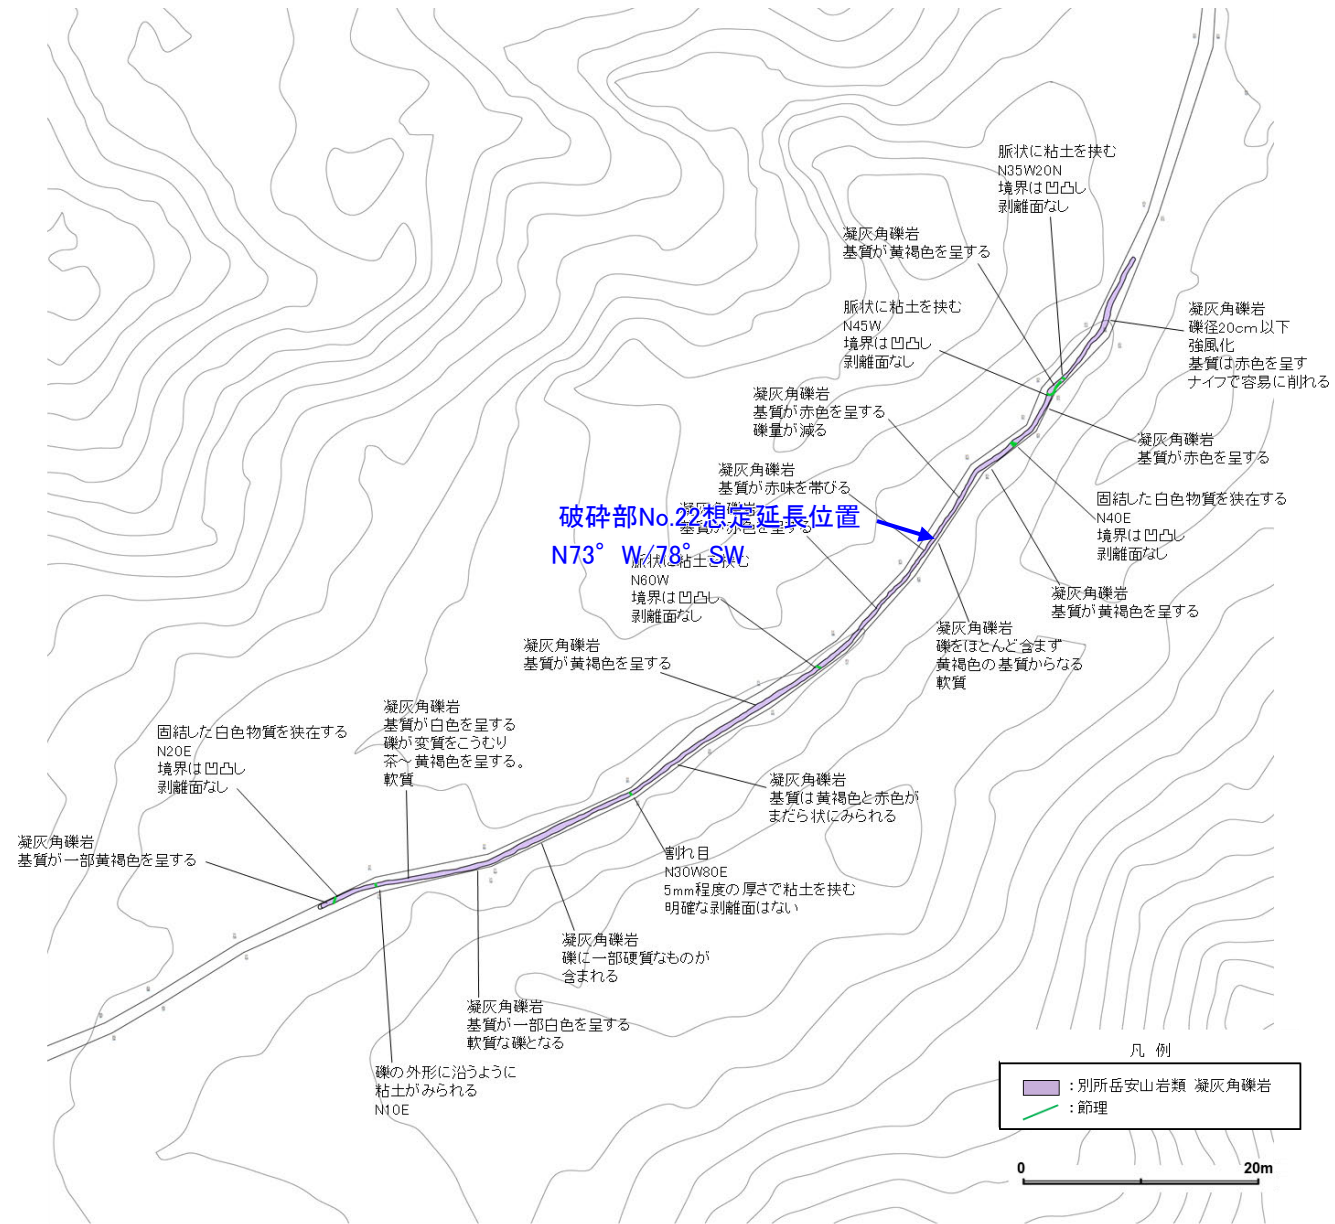 脈状に粘土を挟む
N35W20N
境界は凹凸し
剥離面なし
凝灰角礫岩
基質が黄褐色を呈する
脈状に粘土を挟む
N45W
境界は凹凸し
剥離面なし
凝灰角礫岩
礫径20cm以下
強風化
基質は赤色を呈す
ナイフで容易に削れる
凝灰角礫岩
基質が赤色を呈する
礫量が減る
凝灰角礫岩
基質が赤色を呈する
凝灰角礫岩
基質が赤味を帯びる
固結した白色物質を狭在する
N40E
境界は凹凸し
剥離面なし
凝灰角礫岩
基質が赤色を呈する
破砕部No.22想定延長位置
N73°W/78°SW
脈状に粘土を挟む
N60W
境界は凹凸し
剥離面なし
凝灰角礫岩
基質が黄褐色を呈する
凝灰角礫岩
礫をほとんど含まず
黄褐色の基質からなる
軟質
凝灰角礫岩
基質が黄褐色を呈する
凝灰角礫岩
基質が白色を呈する
礫が変質をこうむり
茶～黄褐色を呈する。
軟質
固結した白色物質を狭在する
N20E
境界は凹凸し
剥離面なし
凝灰角礫岩
基質は黄褐色と赤色が
まだら状にみられる
凝灰角礫岩
基質が一部黄褐色を呈する
割れ目
N30W80E
5mm程度の厚さで粘土を挟む
明確な剥離面はない
凝灰角礫岩
礫に一部硬質なものが
含まれる
凝灰角礫岩
基質が一部白色を呈する
軟質な礫となる
礫の外形に沿うように
粘土がみられる
N10E
凡 例
：別所岳安山岩類 凝灰角礫岩
：節理
0
20m